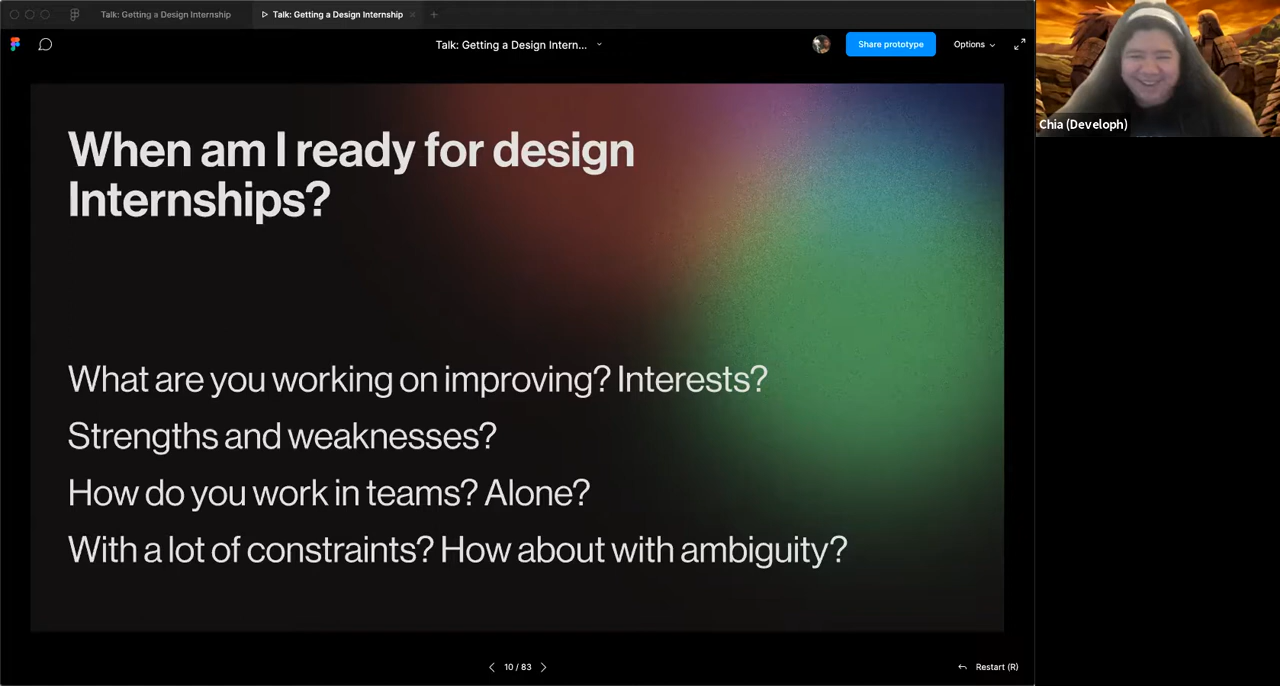 Talk: Getting a Design Internship
Talk: Getting a Design Internship
Talk: Getting a Design Intern...
Share prototype
Options
Chia (Developh)
When am I ready for design
Internships?
What are you working on improving? Interests?
Strengths and weaknesses?
How do you work in teams? Alone?
With a lot of constraints? How about with ambiguity?
10 / 83
Restart (R)